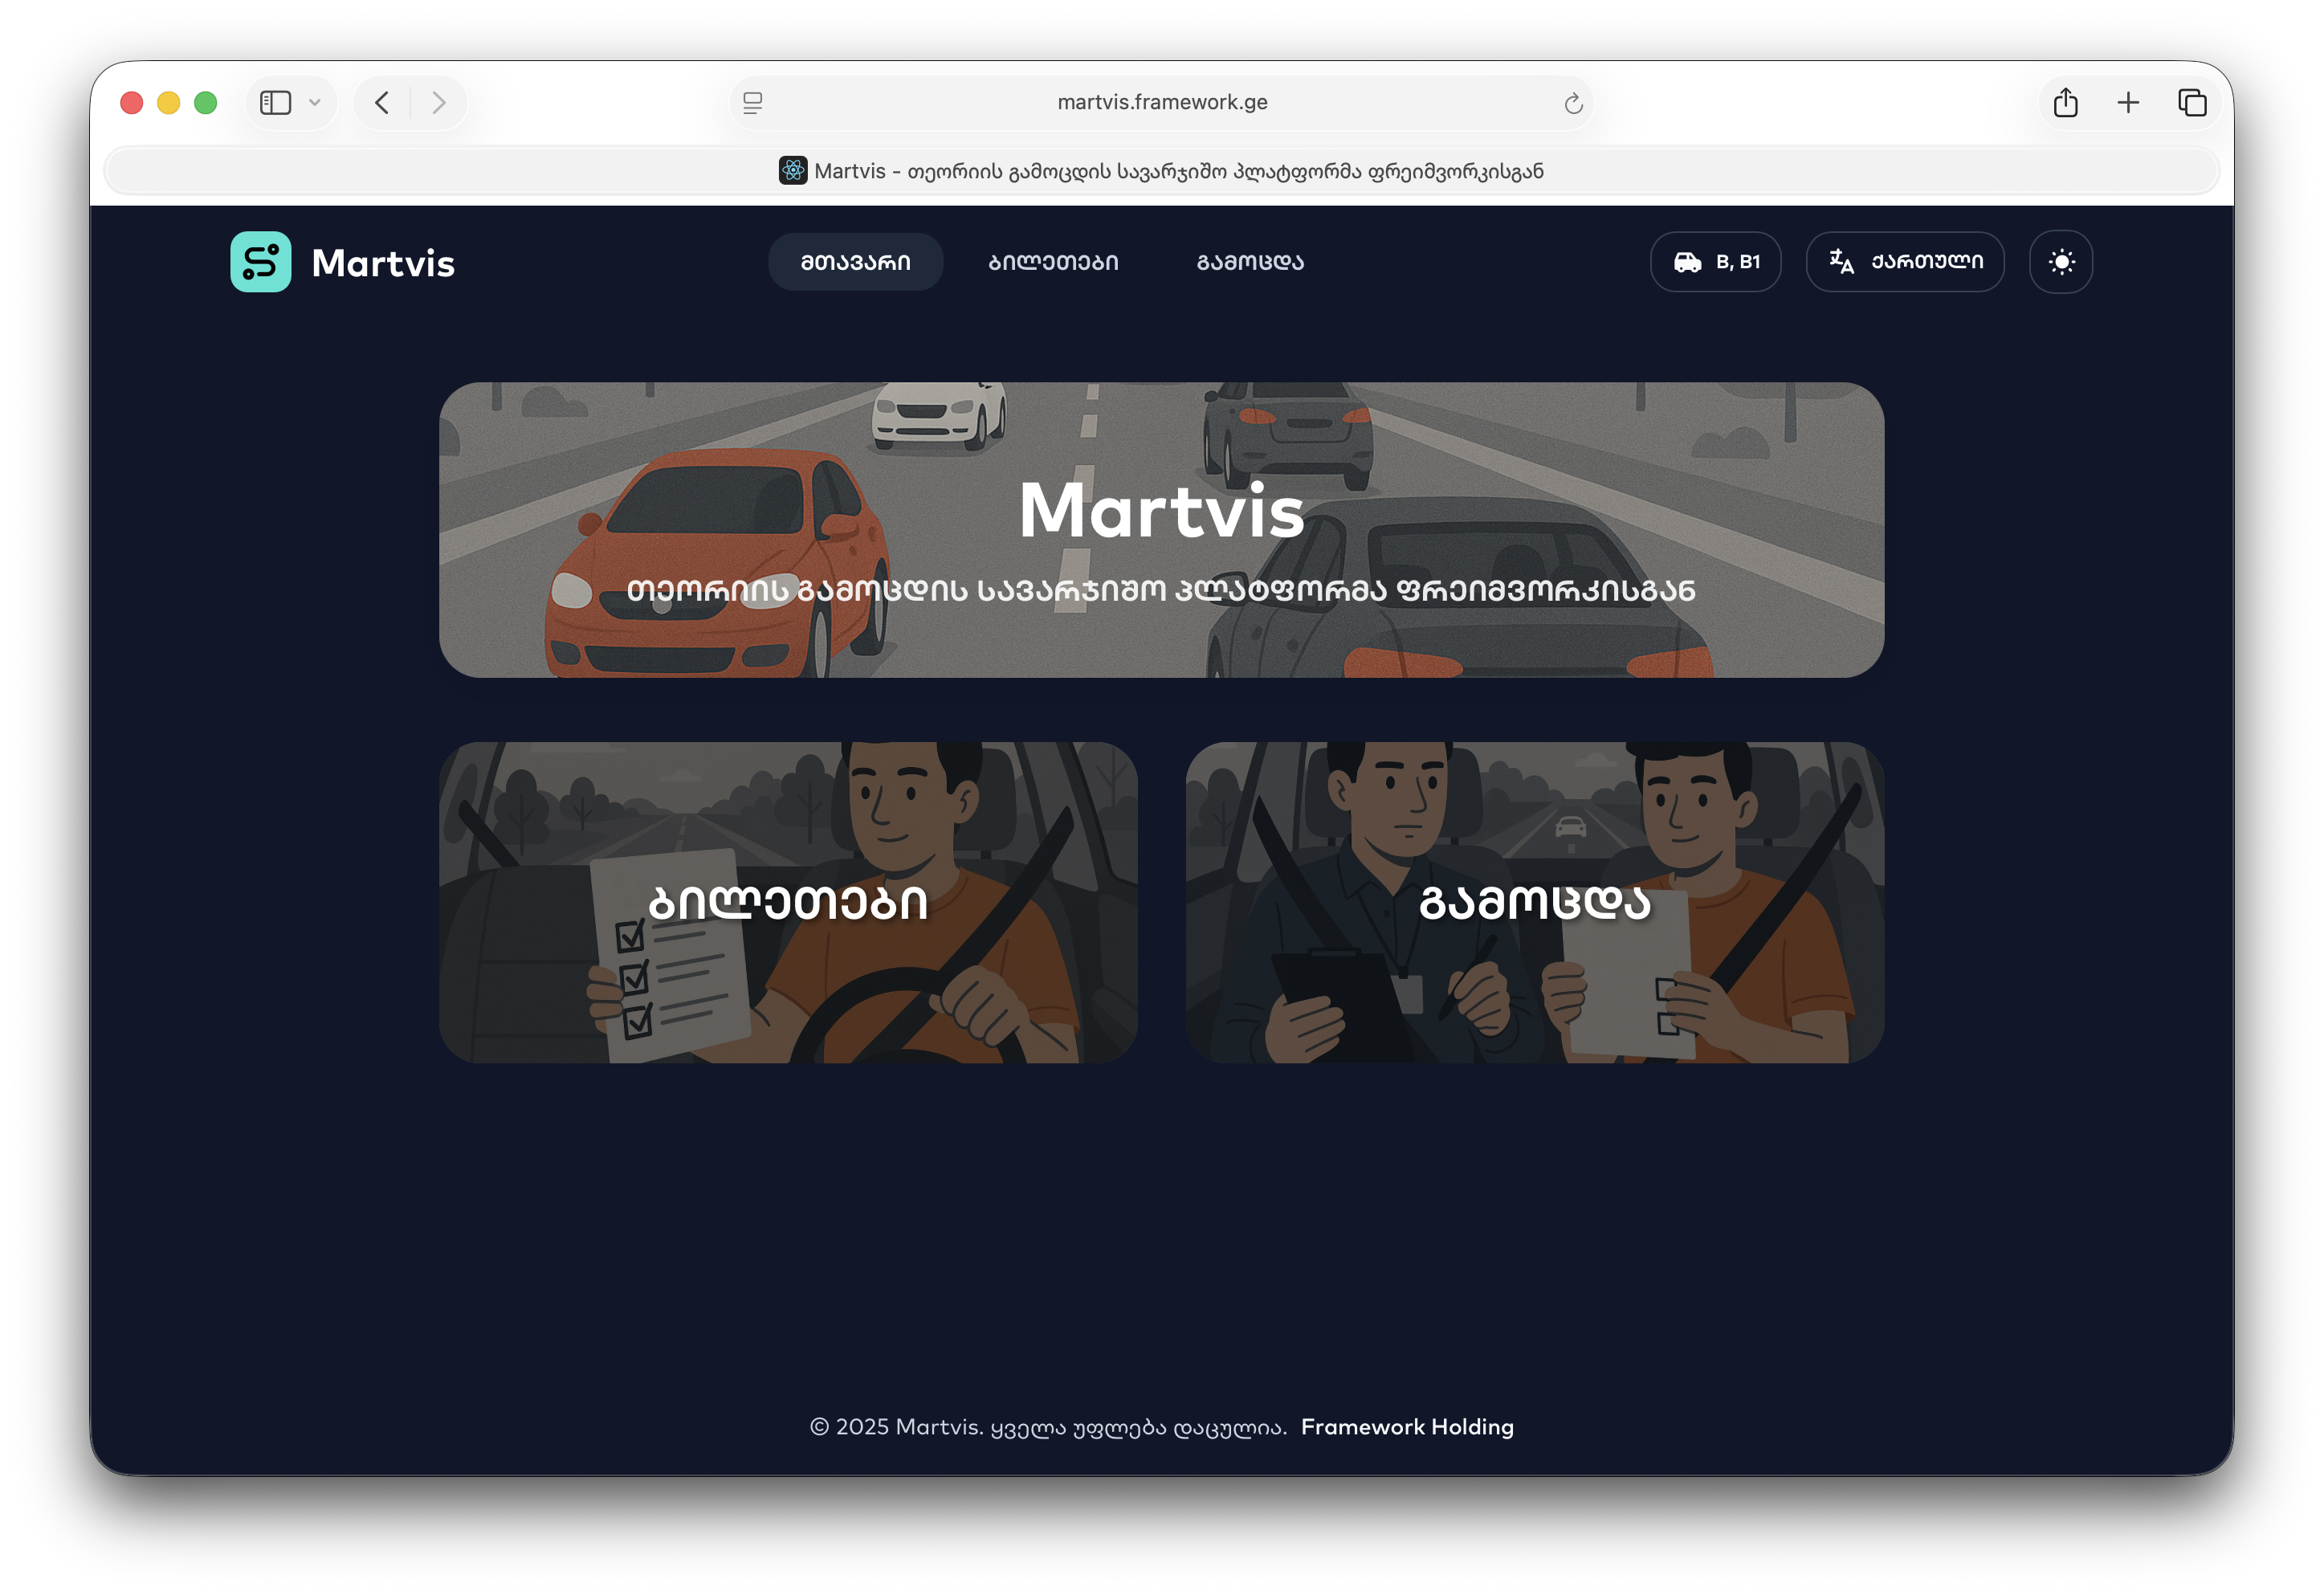 martvis.framework.ge
Martvis - თეორიის გამოცდის სავარჯიშო პლატფორმა ფრეიმვორკისგან
Martvis
მთავარი
ბილეთები
გამოცდა
B, B1
ქართული
Martvis
თეორიის გამოცდის სავარჯიშო პლატფორმა ფრეიმვორკისგან
ბილეთები
გამოცდა
© 2025 Martvis. ყველა უფლება დაცულია. Framework Holding